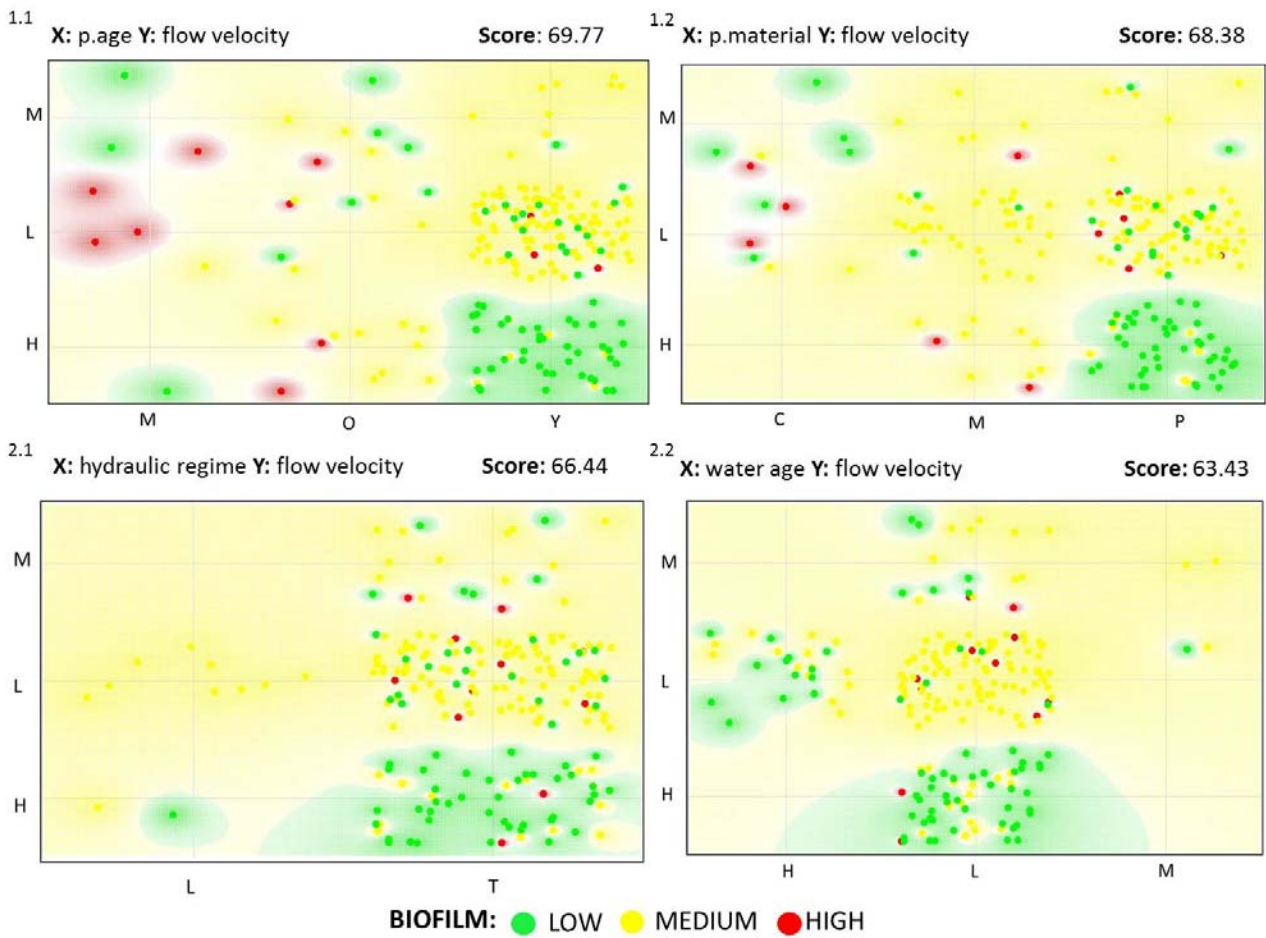 1.1
X: p.age Y: flow velocity Score: 69.77
M
L
H
M O Y
1.2
X: p.material Y: flow velocity Score: 68.38
M
L
H
C M P
2.1
X: hydraulic regime Y: flow velocity Score: 66.44
M
L
H
L T
2.2
X: water age Y: flow velocity Score: 63.43
M
L
H
H L M
BIOFILM: LOW MEDIUM HIGH